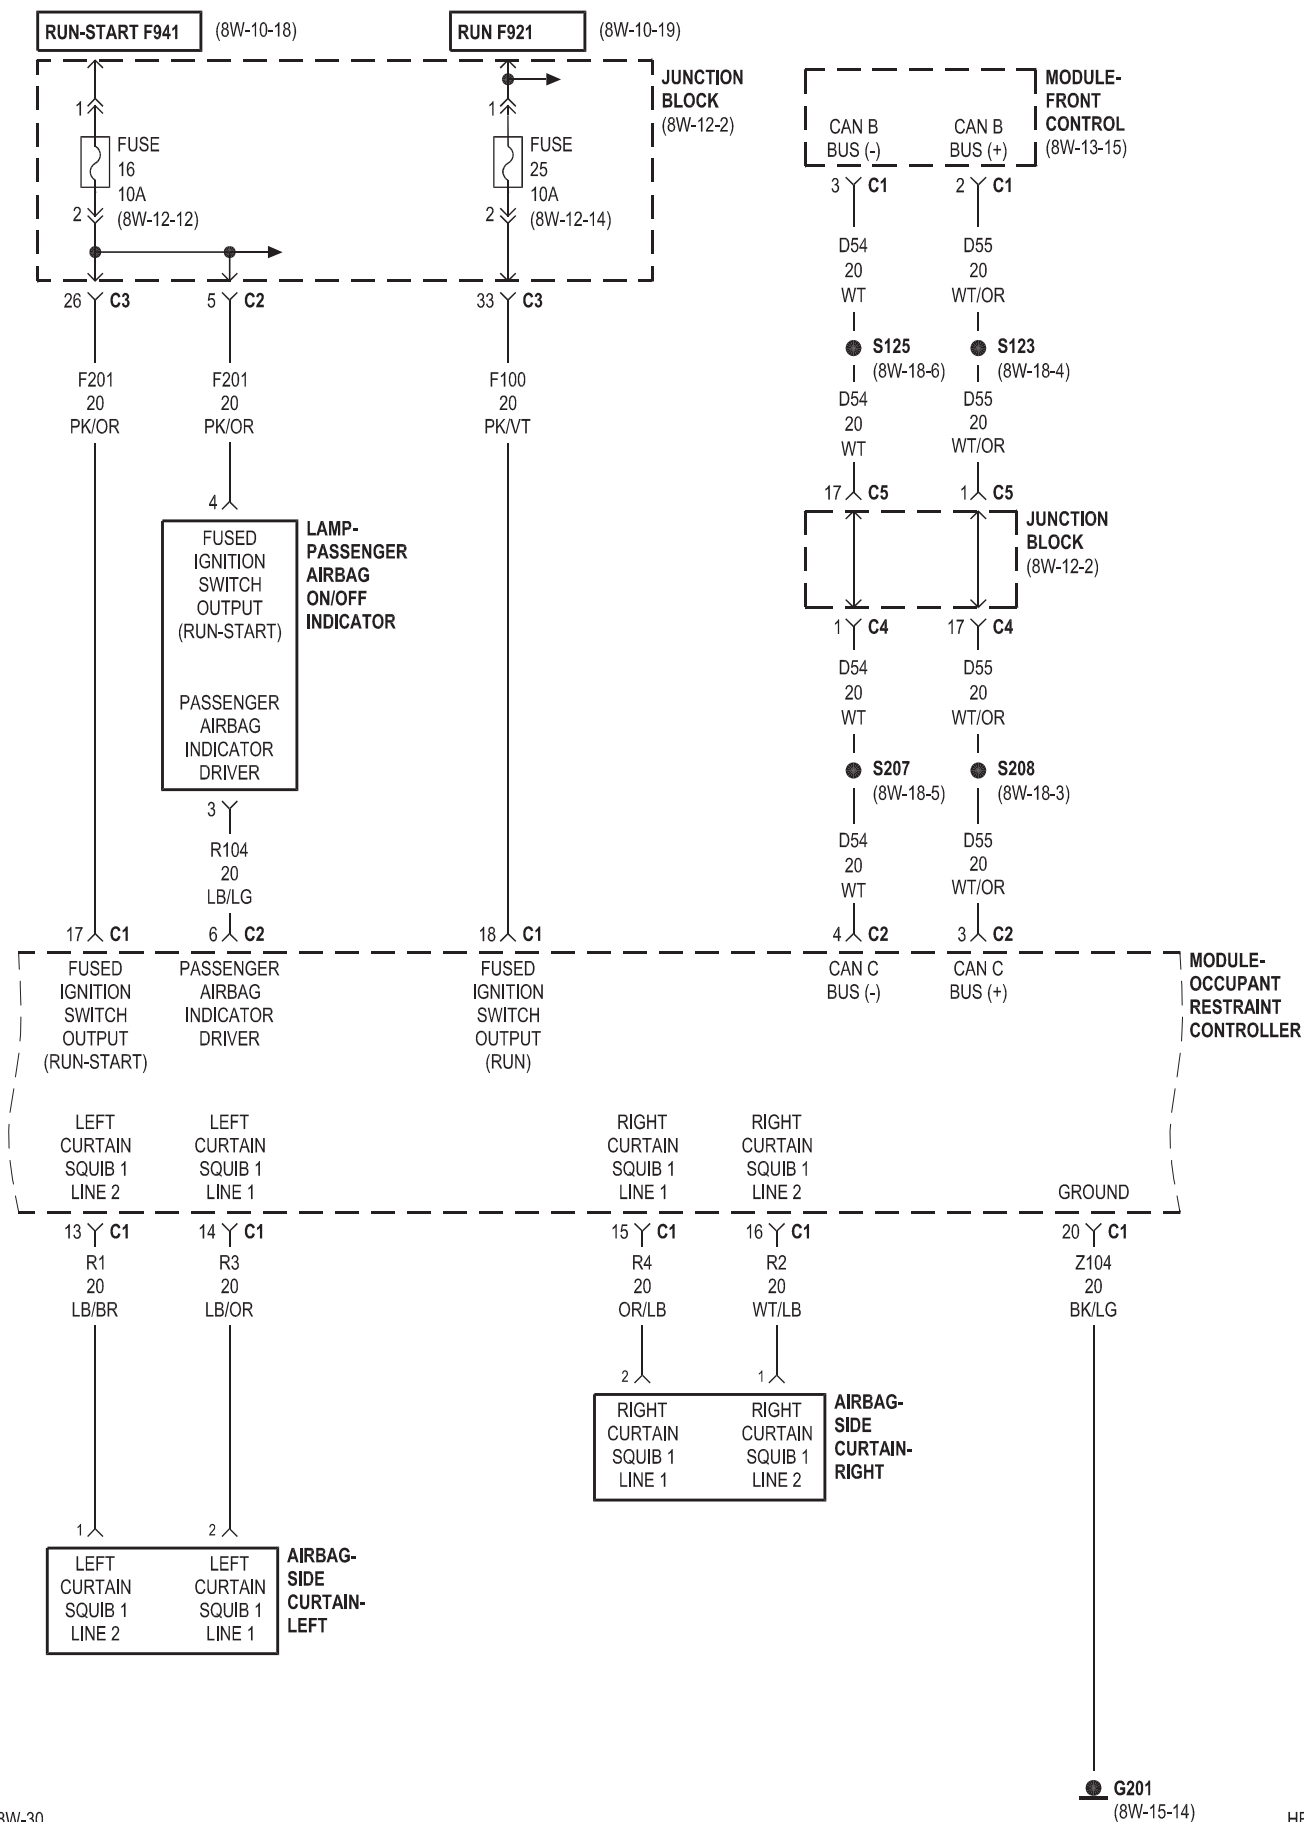 RUN-START F941 (8W-10-18)
RUN F921 (8W-10-19)
JUNCTION
BLOCK
(8W-12-2)
1
FUSE
16
10A
(8W-12-12)
2
1
FUSE
25
10A
(8W-12-14)
2
MODULE-
FRONT
CONTROL
(8W-13-15)
CAN B
BUS (-)
CAN B
BUS (+)
3 C1
2 C1
D54
20
WT
D55
20
WT/OR
S125
(8W-18-6)
S123
(8W-18-4)
D54
20
WT
D55
20
WT/OR
17 C5
1 C5
JUNCTION
BLOCK
(8W-12-2)
1 C4
17 C4
D54
20
WT
D55
20
WT/OR
S207
(8W-18-5)
S208
(8W-18-3)
D54
20
WT
D55
20
WT/OR
4 C2
3 C2
26 C3
5 C2
33 C3
F201
20
PK/OR
F201
20
PK/OR
F100
20
PK/VT
4
FUSED
IGNITION
SWITCH
OUTPUT
(RUN-START)
PASSENGER
AIRBAG
INDICATOR
DRIVER
LAMP-
PASSENGER
AIRBAG
ON/OFF
INDICATOR
3
R104
20
LB/LG
17 C1
6 C2
18 C1
FUSED
IGNITION
SWITCH
OUTPUT
(RUN-START)
PASSENGER
AIRBAG
INDICATOR
DRIVER
FUSED
IGNITION
SWITCH
OUTPUT
(RUN)
CAN C
BUS (-)
CAN C
BUS (+)
MODULE-
OCCUPANT
RESTRAINT
CONTROLLER
LEFT
CURTAIN
SQUIB 1
LINE 2
LEFT
CURTAIN
SQUIB 1
LINE 1
RIGHT
CURTAIN
SQUIB 1
LINE 1
RIGHT
CURTAIN
SQUIB 1
LINE 2
GROUND
13 C1
14 C1
15 C1
16 C1
20 C1
R1
20
LB/BR
R3
20
LB/OR
R4
20
OR/LB
R2
20
WT/LB
Z104
20
BK/LG
2
1
RIGHT
CURTAIN
SQUIB 1
LINE 1
RIGHT
CURTAIN
SQUIB 1
LINE 2
AIRBAG-
SIDE
CURTAIN-
RIGHT
1
2
LEFT
CURTAIN
SQUIB 1
LINE 2
LEFT
CURTAIN
SQUIB 1
LINE 1
AIRBAG-
SIDE
CURTAIN-
LEFT
G201
(8W-15-14)